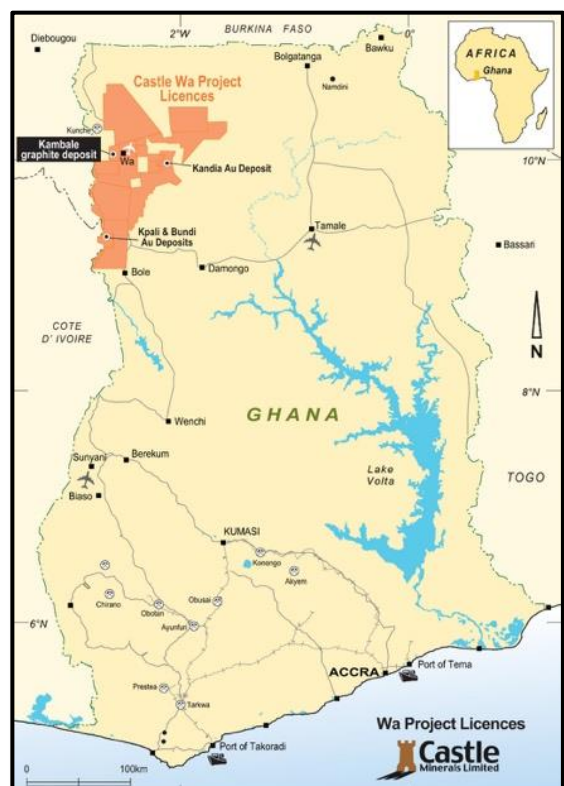 BURKINA FASO
2°W
0°
Diebougou
Bawku
Bolgatanga
Namdini
AFRICA
Ghana
Castle Wa Project
Licences
Kunche
Kambale
graphite deposit
Wa
Kandia Au Deposit
10°N
Kpali & Bundi
Au Deposits
Tamale
Bassari
Bole
Damongo
COTE
D' IVOIRE
N
8°N
GHANA
Wenchi
Sunyani
Berekum
Lake
Volta
TOGO
Biaso
KUMASI
Konongo
Akyem
Chirano
Obotan
Obusai
Ayunfuri
6°N
ACCRA
Port of Tema
Prestea
Tarkwa
Port of Takoradi
Wa Project Licences
Castle
Minerals Limited
0
100km